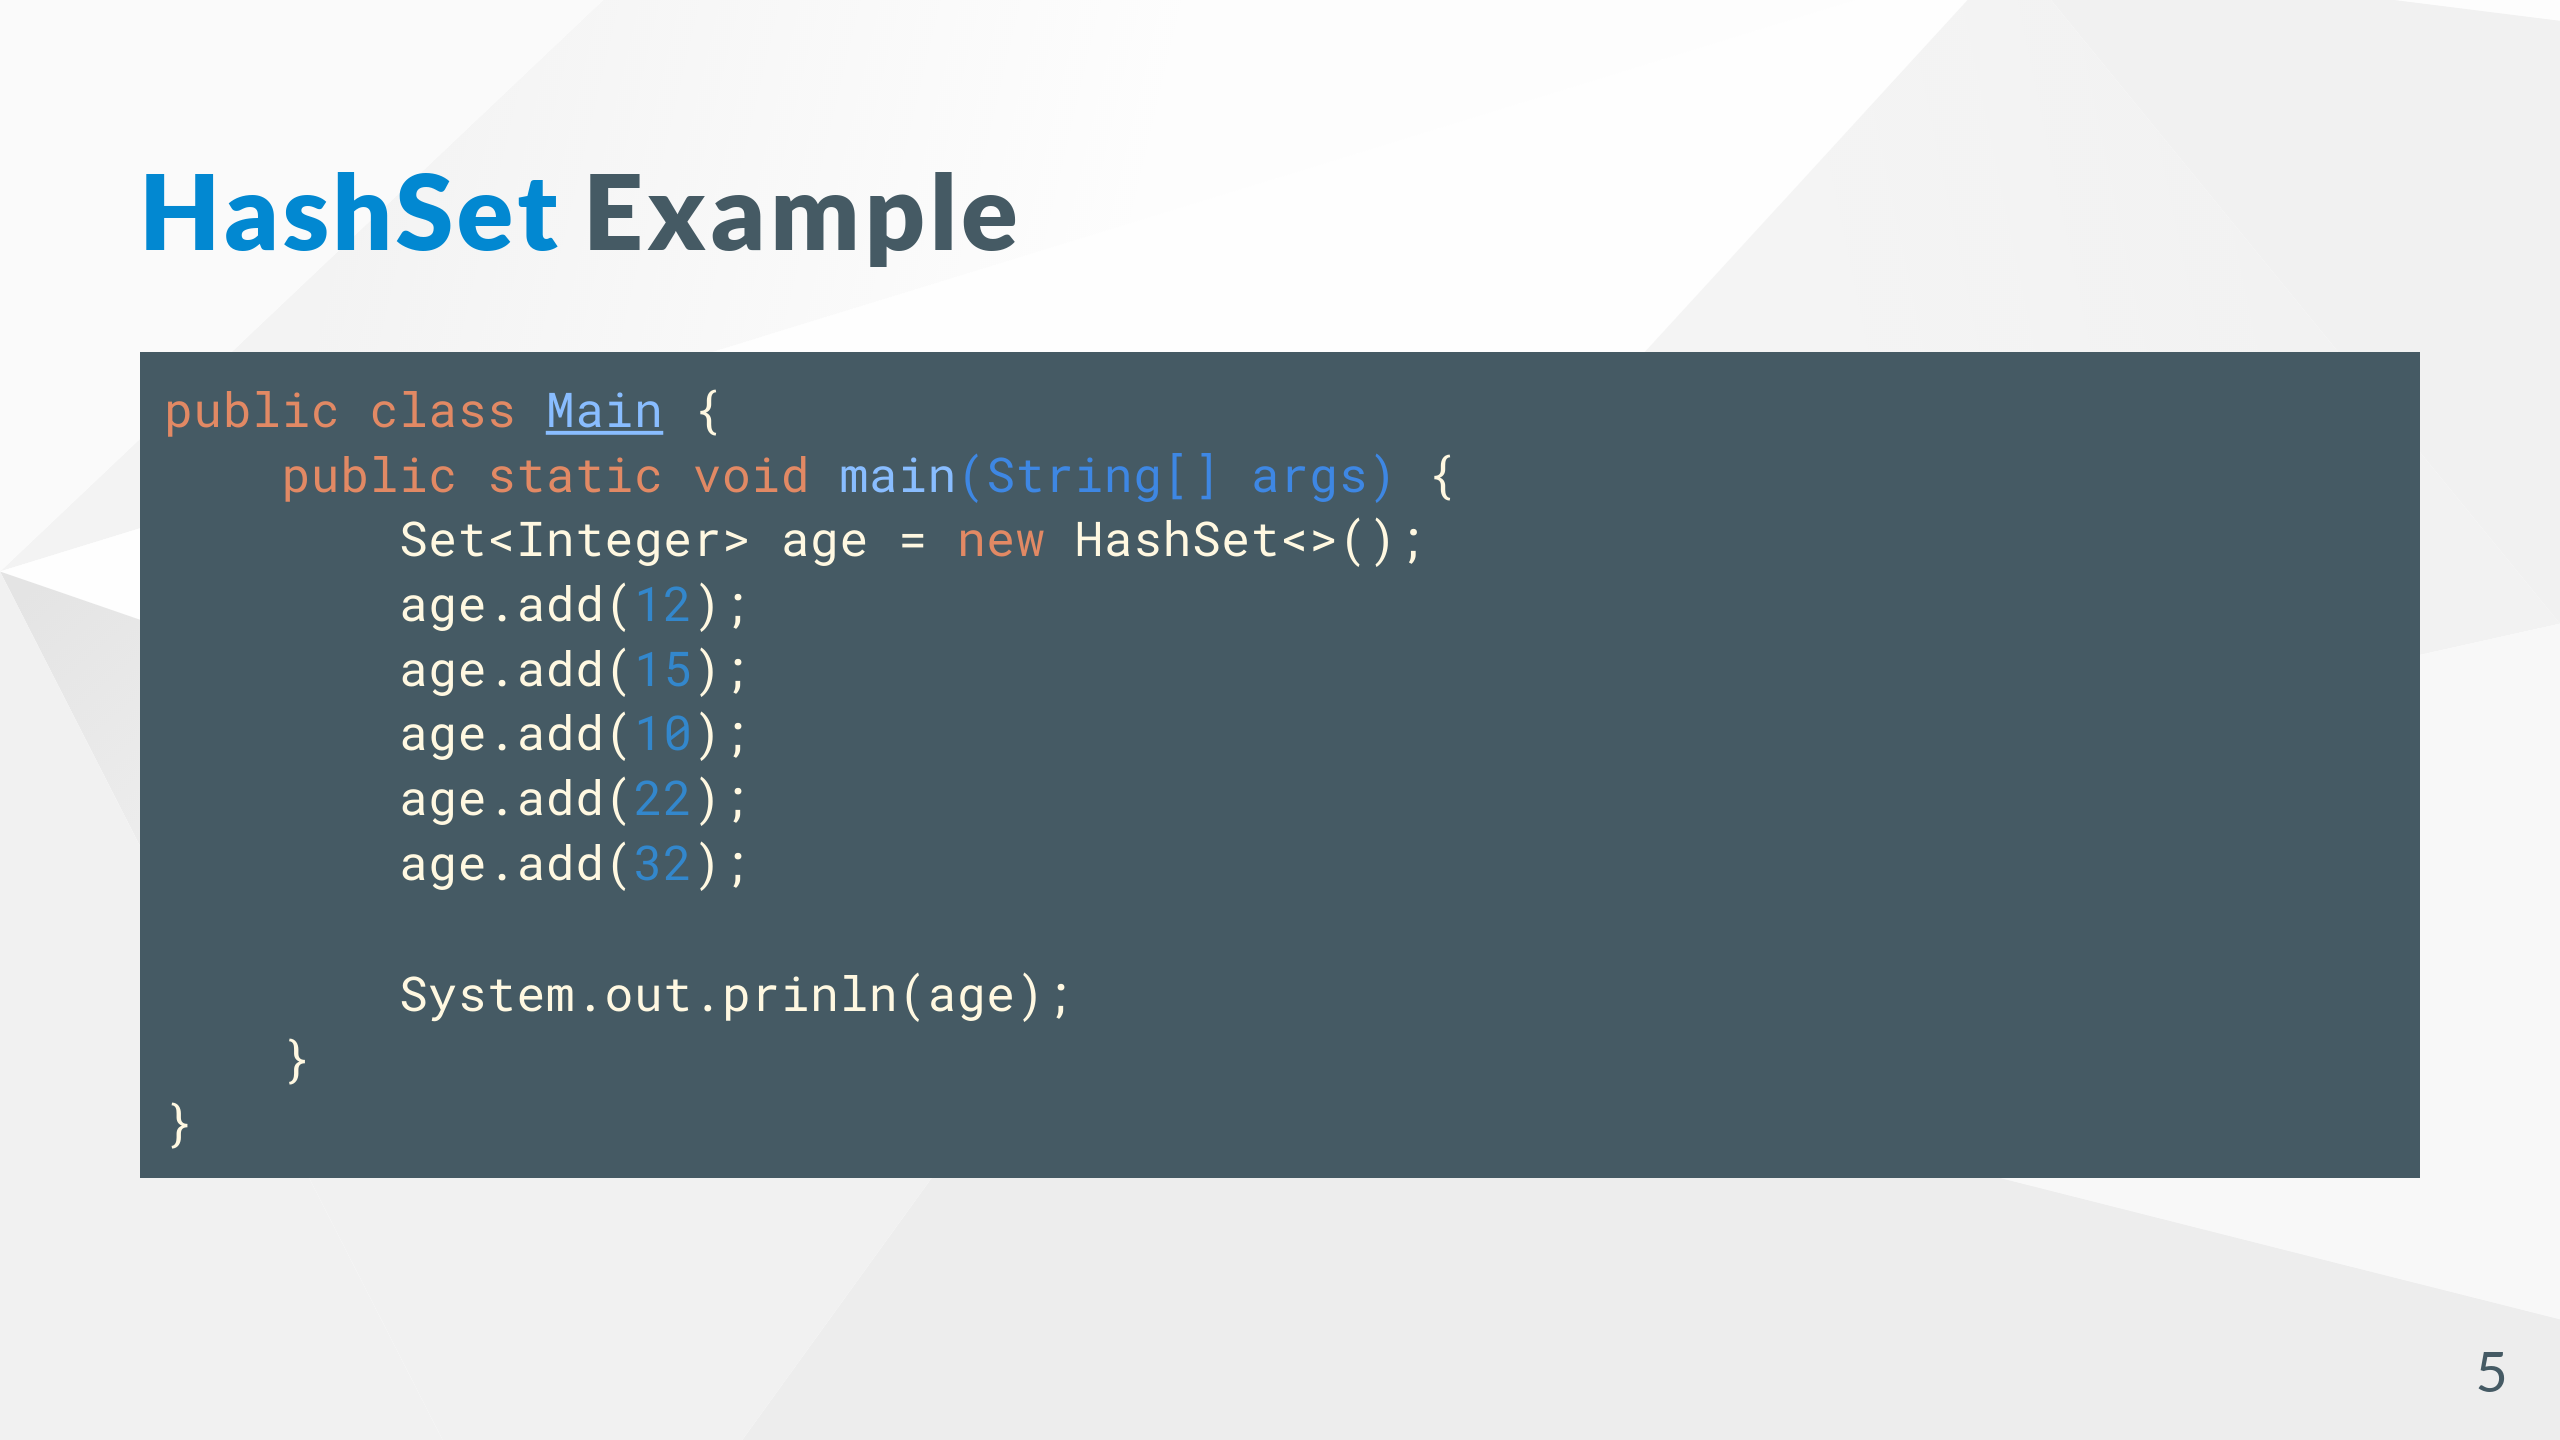 HashSet Example
public class Main {
    public static void main(String[] args) {
        Set<Integer> age = new HashSet<>();
        age.add(12);
        age.add(15);
        age.add(10);
        age.add(22);
        age.add(32);

        System.out.prinln(age);
    }
}
5